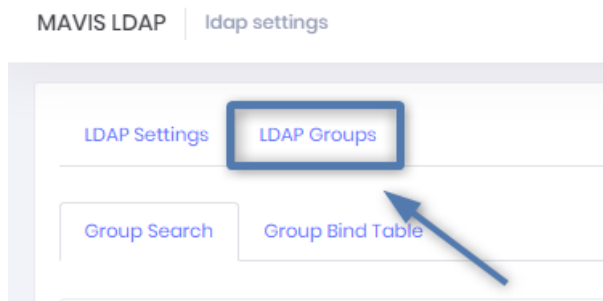 MAVIS LDAP ldap settings
LDAP Settings LDAP Groups
Group Search Group Bind Table